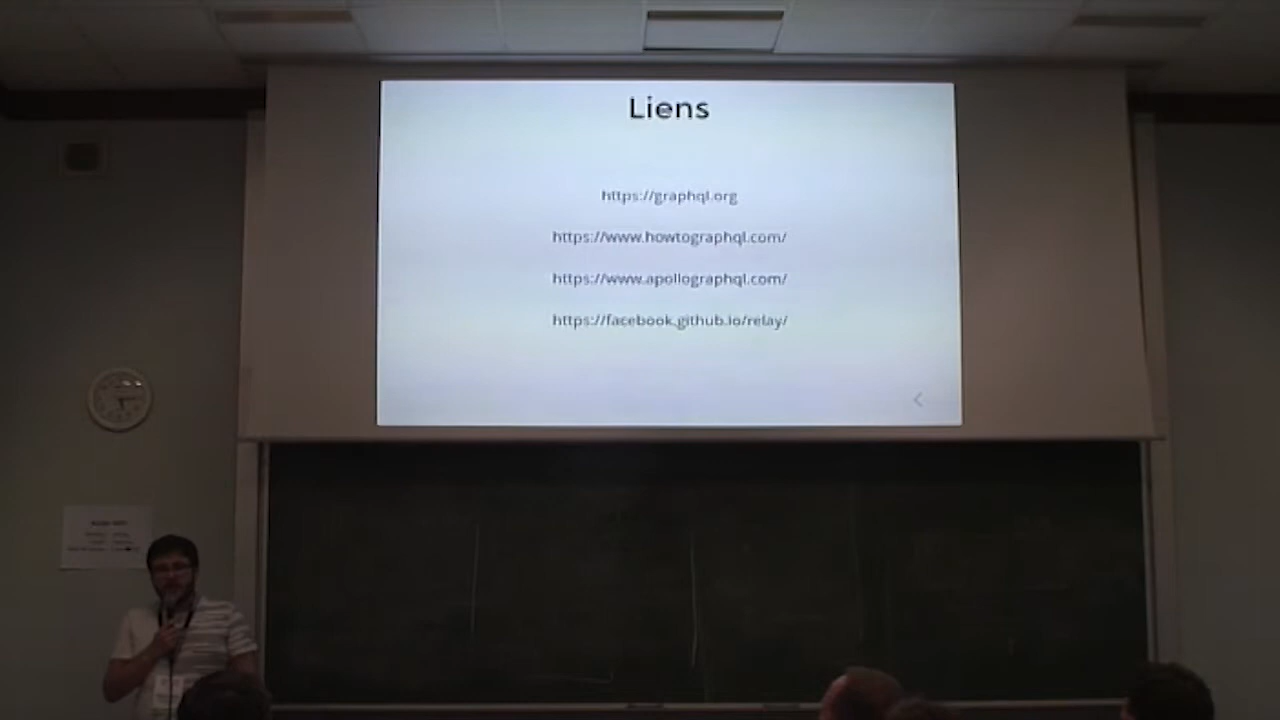 Liens
https://graphql.org
https://www.howtographql.com/
https://www.apollographql.com/
https://facebook.github.io/relay/